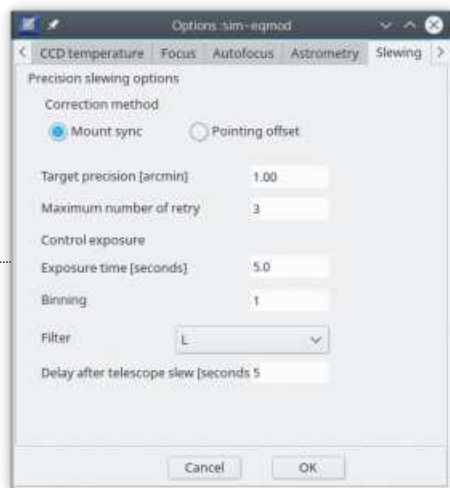 Options :sim-eqmod
CCD temperature Focus Autofocus Astrometry Slewing
Precision slewing options
Correction method
Mount sync Pointing offset
Target precision [arcmin] 1.00
Maximum number of retry 3
Control exposure
Exposure time [seconds] 5.0
Binning 1
Filter L
Delay after telescope slew [seconds 5
Cancel OK